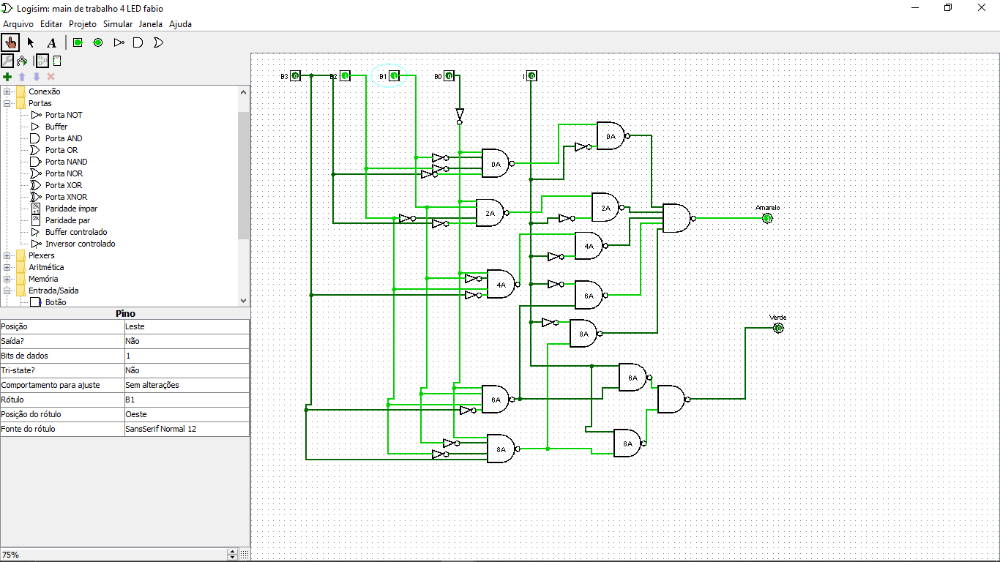 Logisim: main de trabalho 4 LED fabio
Arquivo Editar Projeto Simular Janela Ajuda
A
Conexão
Portas
Porta NOT
Buffer
Porta AND
Porta OR
Porta NAND
Porta NOR
Porta XOR
Porta XNOR
Paridade ímpar
Paridade par
Buffer controlado
Inversor controlado
Plexers
Aritmética
Memória
Entrada/Saída
Botão
Pino
Posição Leste
Saída? Não
Bits de dados 1
Tri-state? Não
Comportamento para ajuste Sem alterações
Rótulo B1
Posição do rótulo Oeste
Fonte do rótulo SansSerif Normal 12
75%
B3 0 B2 1 B1 1 B0 0 I 0
0A
0A
2A
2A
Amarelo
1
4A
4A
6A
Verde
0
8A
6A
6A
8A
8A